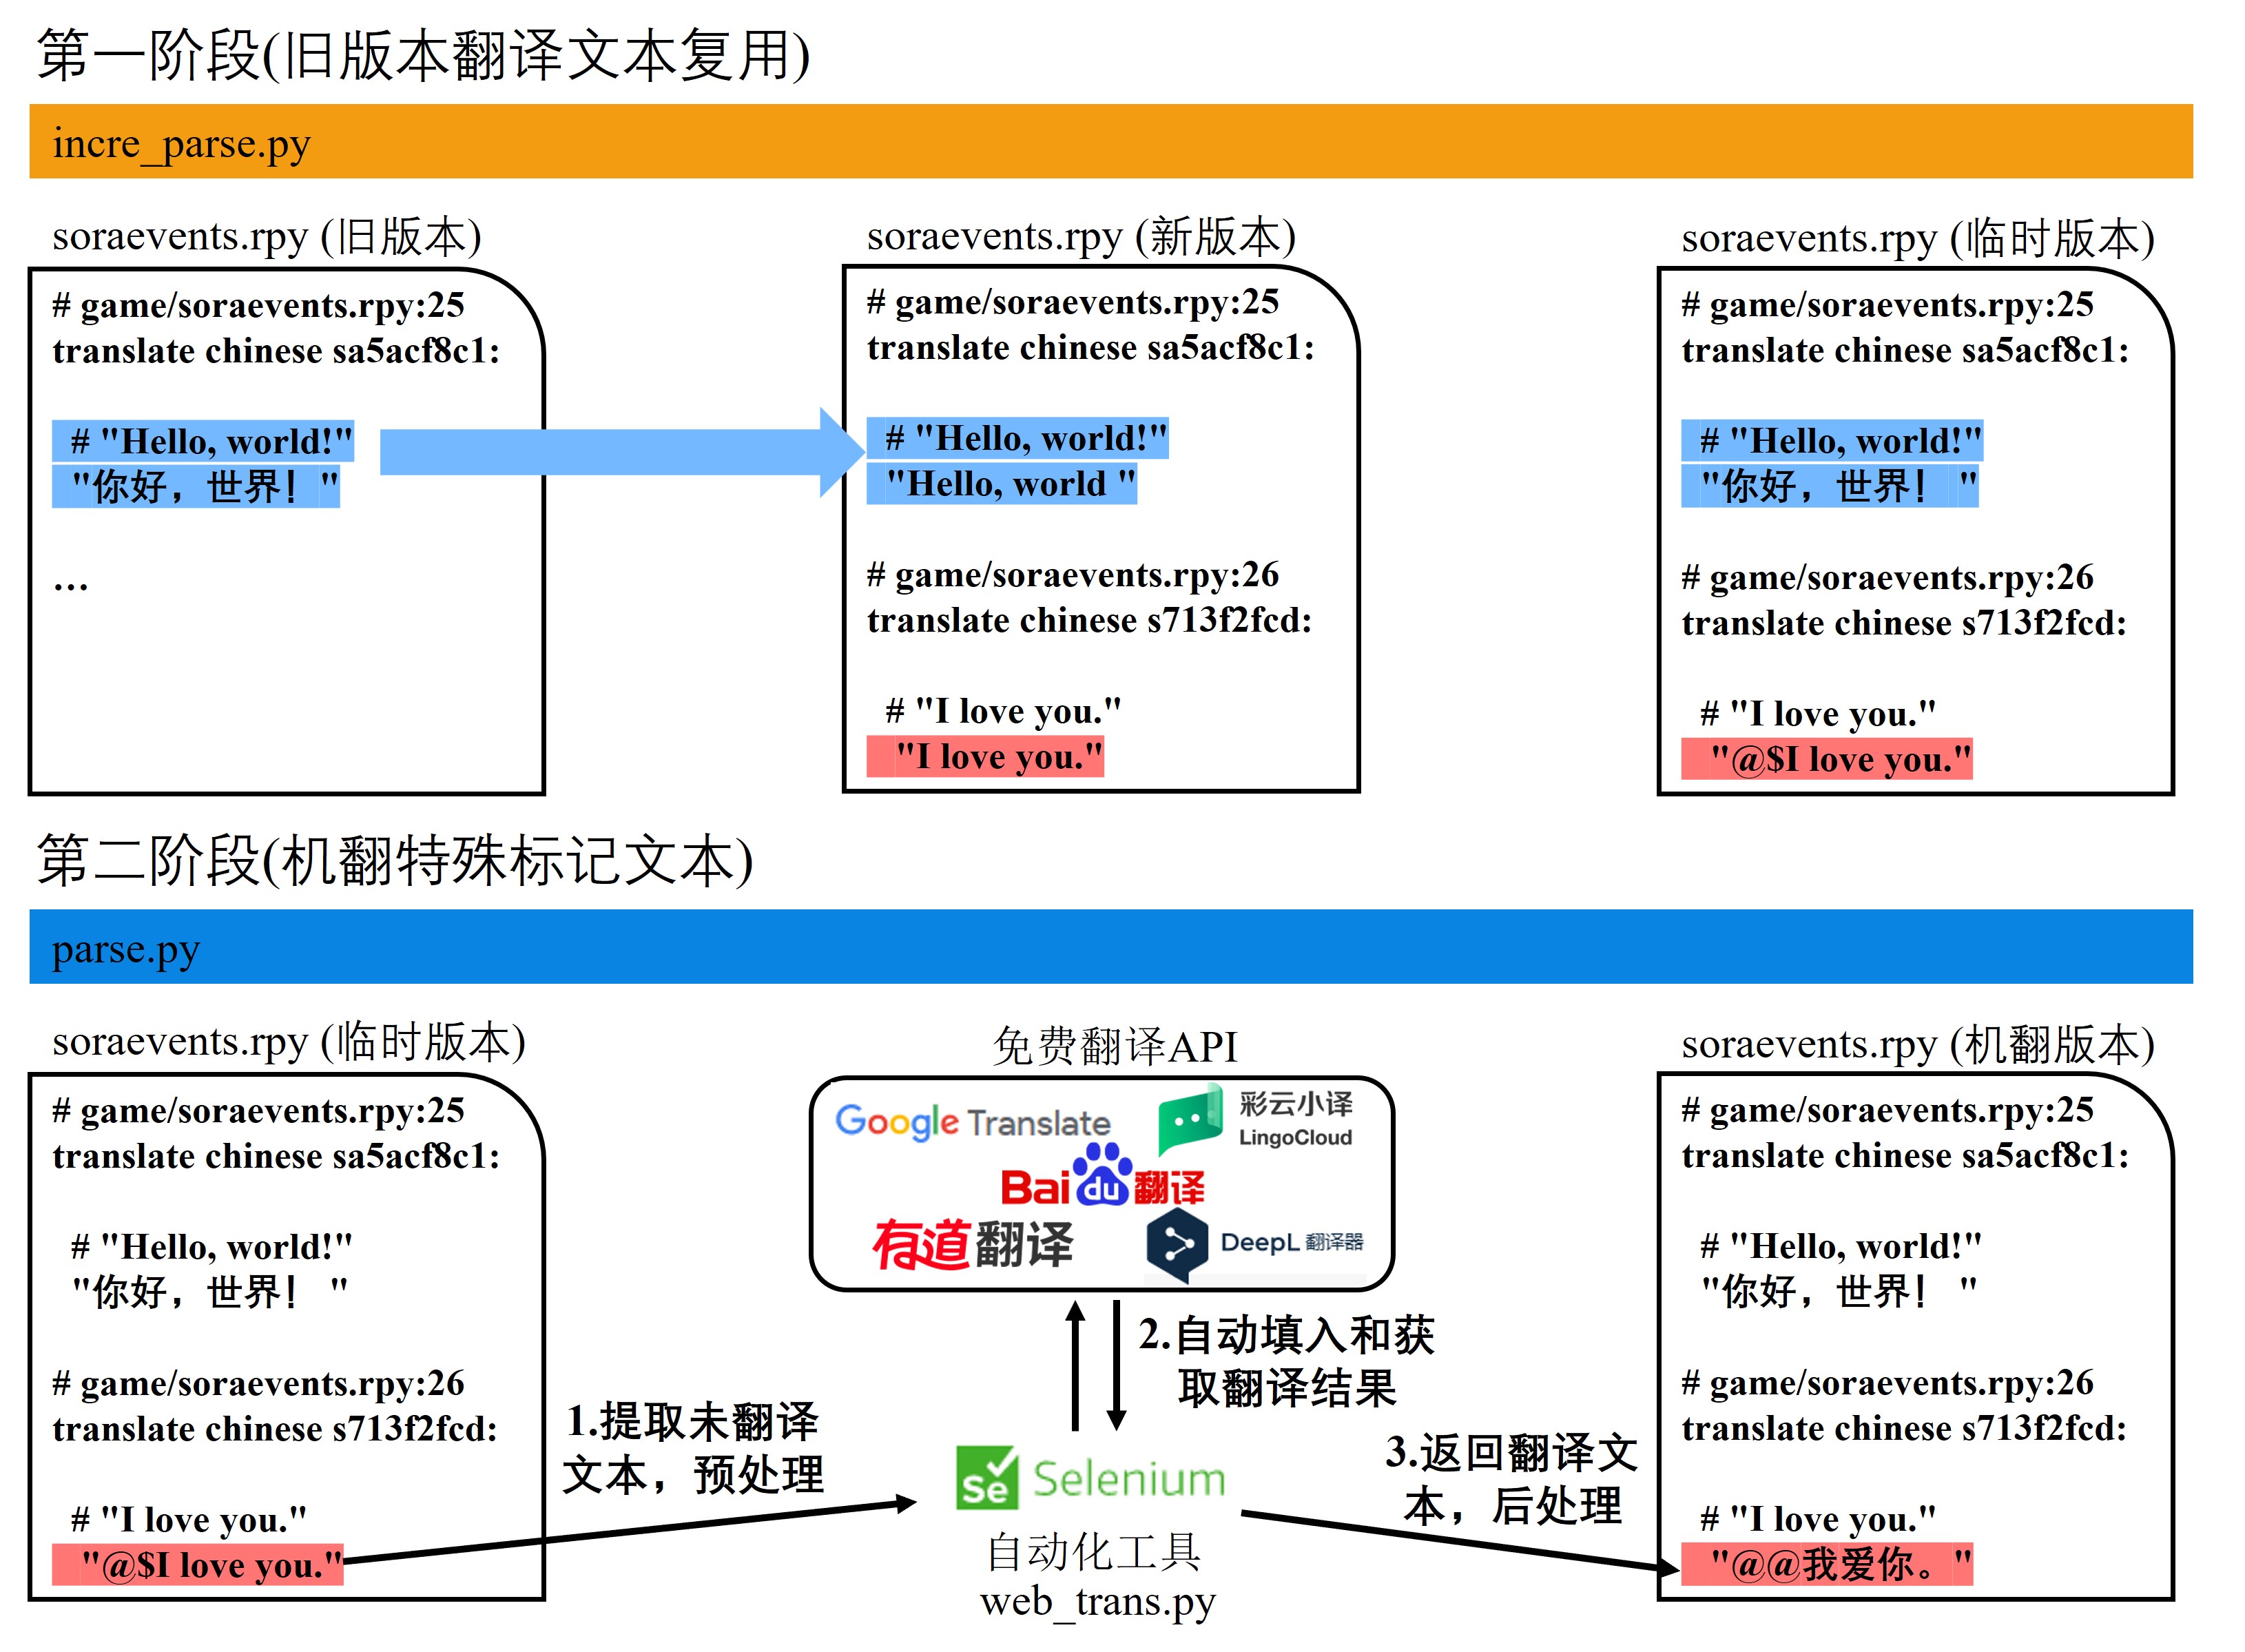 第一阶段(旧版本翻译文本复用)
incre_parse.py
soraevents.rpy (旧版本)
# game/soraevents.rpy:25
translate chinese sa5acf8c1:
# "Hello, world!"
"你好，世界！"
...
soraevents.rpy (新版本)
# game/soraevents.rpy:25
translate chinese sa5acf8c1:
# "Hello, world!"
"Hello, world "
# game/soraevents.rpy:26
translate chinese s713f2fcd:
# "I love you."
"I love you."
soraevents.rpy (临时版本)
# game/soraevents.rpy:25
translate chinese sa5acf8c1:
# "Hello, world!"
"你好，世界！ "
# game/soraevents.rpy:26
translate chinese s713f2fcd:
# "I love you."
"@$I love you."
第二阶段(机翻特殊标记文本)
parse.py
soraevents.rpy (临时版本)
# game/soraevents.rpy:25
translate chinese sa5acf8c1:
# "Hello, world!"
"你好，世界！ "
# game/soraevents.rpy:26
translate chinese s713f2fcd:
# "I love you."
"@$I love you."
1.提取未翻译
文本，预处理
免费翻译API
Google Translate
彩云小译
LingoCloud
Bai du 翻译
有道翻译
DeepL 翻译器
2.自动填入和获
取翻译结果
Se Selenium
自动化工具
web_trans.py
3.返回翻译文
本，后处理
soraevents.rpy (机翻版本)
# game/soraevents.rpy:25
translate chinese sa5acf8c1:
# "Hello, world!"
"你好，世界！ "
# game/soraevents.rpy:26
translate chinese s713f2fcd:
# "I love you."
"@@我爱你。"